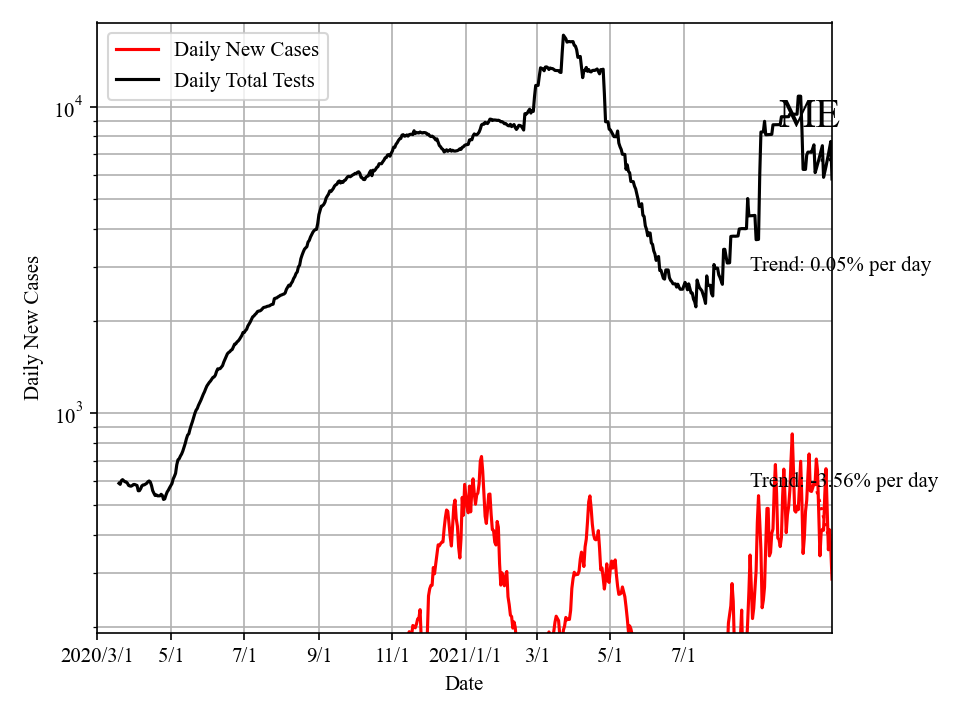 Daily New Cases
Daily Total Tests
ME
10^4
Trend: 0.05% per day
Daily New Cases
10^3
Trend: -3.56% per day
2020/3/1 5/1 7/1 9/1 11/1 2021/1/1 3/1 5/1 7/1
Date